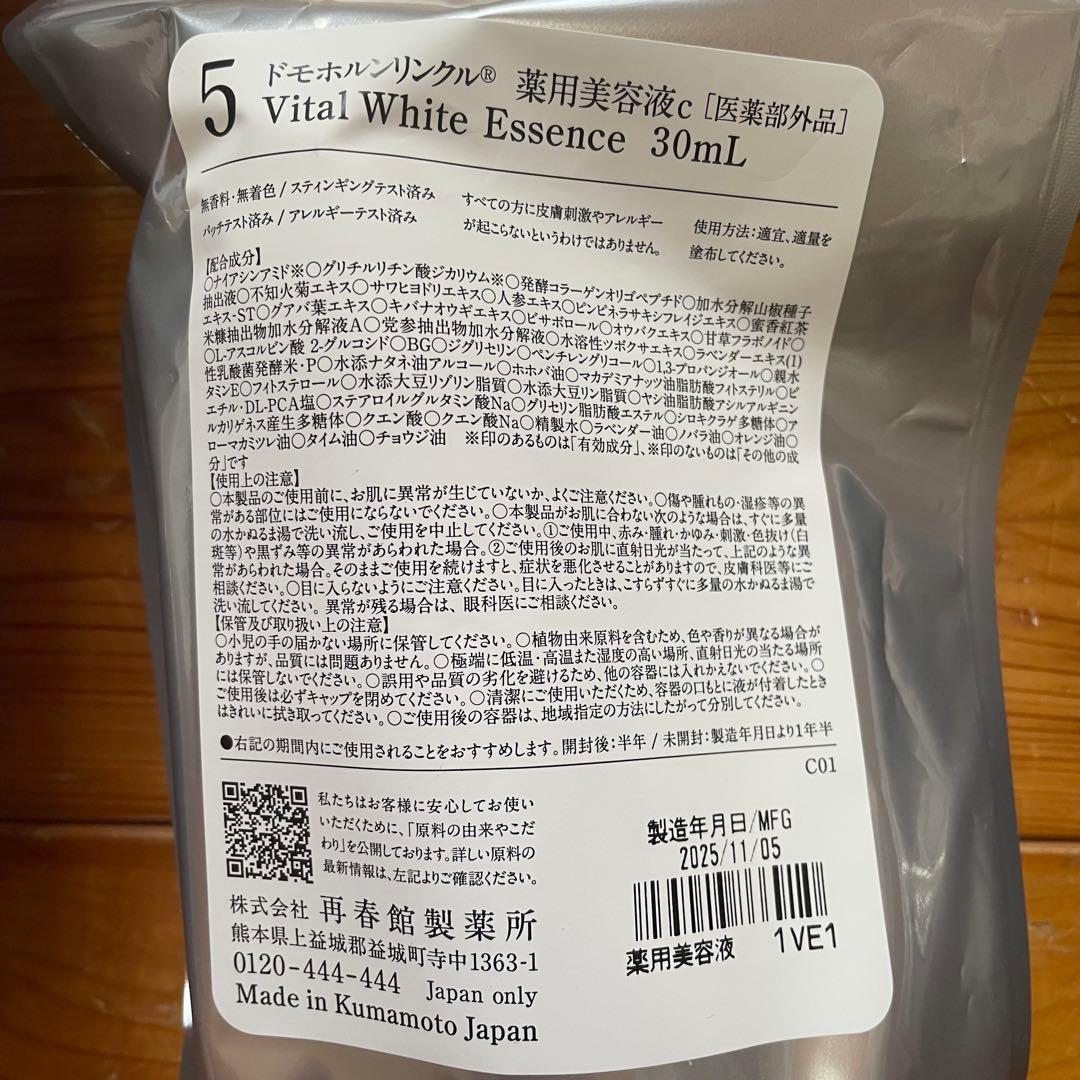 5
ドモホルンリンクル® 薬用美容液c［医薬部外品］
Vital White Essence 30mL
無香料・無着色 / スティンギングテスト済み
パッチテスト済み / アレルギーテスト済み
すべての方に皮膚刺激やアレルギー
が起こらないというわけではありません。
使用方法：適宜、適量を
塗布してください。
【配合成分】
○ナイアシンアミド※○グリチルリチン酸ジカリウム※○発酵コラーゲンオリゴペプチド○加水分解山椒種子
抽出液○不知火菊エキス○サワヒヨドリエキス○人参エキス○ピンピネラサキシフレイジエキス○蜜香紅茶
エキス-ST○グアバ葉エキス○キバナオウギエキス○ビサボロール○オウバクエキス○甘草フラボノイド○
米糠抽出物加水分解液A○党参抽出物加水分解液○水溶性ツボクサエキス○ラベンダーエキス(1)
○L-アスコルビン酸 2-グルコシド○BG○ジグリセリン○ペンチレングリコール○1,3-プロパンジオール○親水
性乳酸菌発酵米・P○水添ナタネ油アルコール○ホホバ油○マカデミアナッツ油脂肪酸フィトステリル○ビ
タミンE○フィトステロール○水添大豆リゾリン脂質○水添大豆リン脂質○ヤシ油脂肪酸アシルアルギニン
エチル・DL-PCA塩○ステアロイルグルタミン酸Na○グリセリン脂肪酸エステル○シロキクラゲ多糖体○ア
ルカリゲネス産生多糖体○クエン酸○クエン酸Na○精製水○ラベンダー油○ノバラ油○オレンジ油○
ローマカミツレ油○タイム油○チョウジ油 ※印のあるものは「有効成分」、※印のないものは「その他の成
分」です
【使用上の注意】
○本製品のご使用前に、お肌に異常が生じていないか、よくご注意ください。○傷や腫れもの・湿疹等の異
常がある部位にはご使用にならないでください。○本製品がお肌に合わない次のような場合は、すぐに多量
の水かぬるま湯で洗い流し、ご使用を中止してください。①ご使用中、赤み・腫れ・かゆみ・刺激・色抜け(白
斑等)や黒ずみ等の異常があらわれた場合。②ご使用後のお肌に直射日光が当たって、上記のような異
常があらわれた場合。そのままご使用を続けますと、症状を悪化させることがありますので、皮膚科医等にご
相談ください。○目に入らないようにご注意ください。目に入ったときは、こすらずすぐに多量の水かぬるま湯で
洗い流してください。異常が残る場合は、眼科医にご相談ください。
【保管及び取り扱い上の注意】
○小児の手の届かない場所に保管してください。○植物由来原料を含むため、色や香りが異なる場合が
ありますが、品質には問題ありません。○極端に低温・高温また湿度の高い場所、直射日光の当たる場所
には保管しないでください。○誤用や品質の劣化を避けるため、他の容器には入れかえないでください。○
ご使用後は必ずキャップを閉めてください。○清潔にご使用いただくため、容器の口もとに液が付着したとき
はきれいに拭き取ってください。○ご使用後の容器は、地域指定の方法にしたがって分別してください。
●右記の期間内にご使用されることをおすすめします。開封後：半年 / 未開封：製造年月日より1年半
C01
私たちはお客様に安心してお使い
いただくために、「原料の由来やこだ
わり」を公開しております。詳しい原料の
最新情報は、左記よりご確認ください。
製造年月日/MFG
2025/11/05
薬用美容液 1VE1
株式会社 再春館製薬所
熊本県上益城郡益城町寺中1363-1
0120-444-444 Japan only
Made in Kumamoto Japan